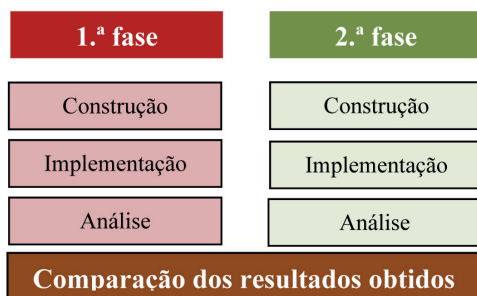 1.ª fase
2.ª fase
Construção
Construção
Implementação
Implementação
Análise
Análise
Comparação dos resultados obtidos